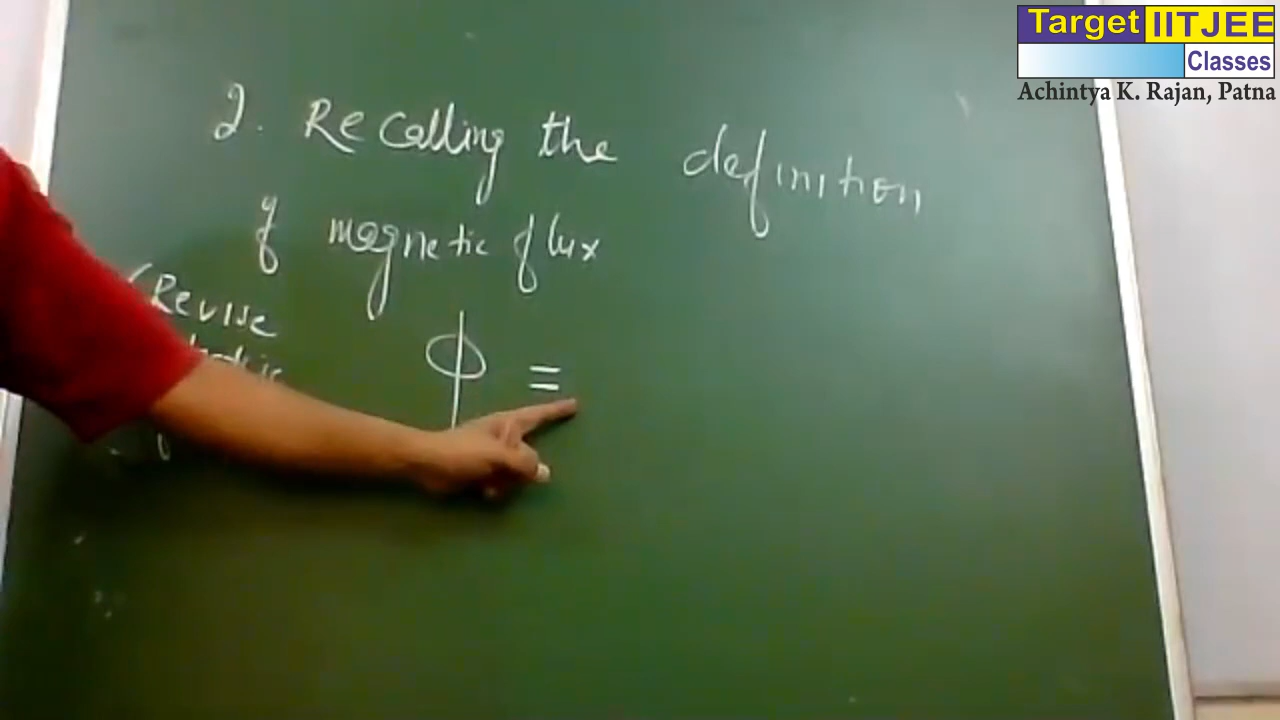 Target IITJEE
Classes
Achintya K. Rajan, Patna
2. Recalling the definition
of magnetic flux
(Revise
ϕ =